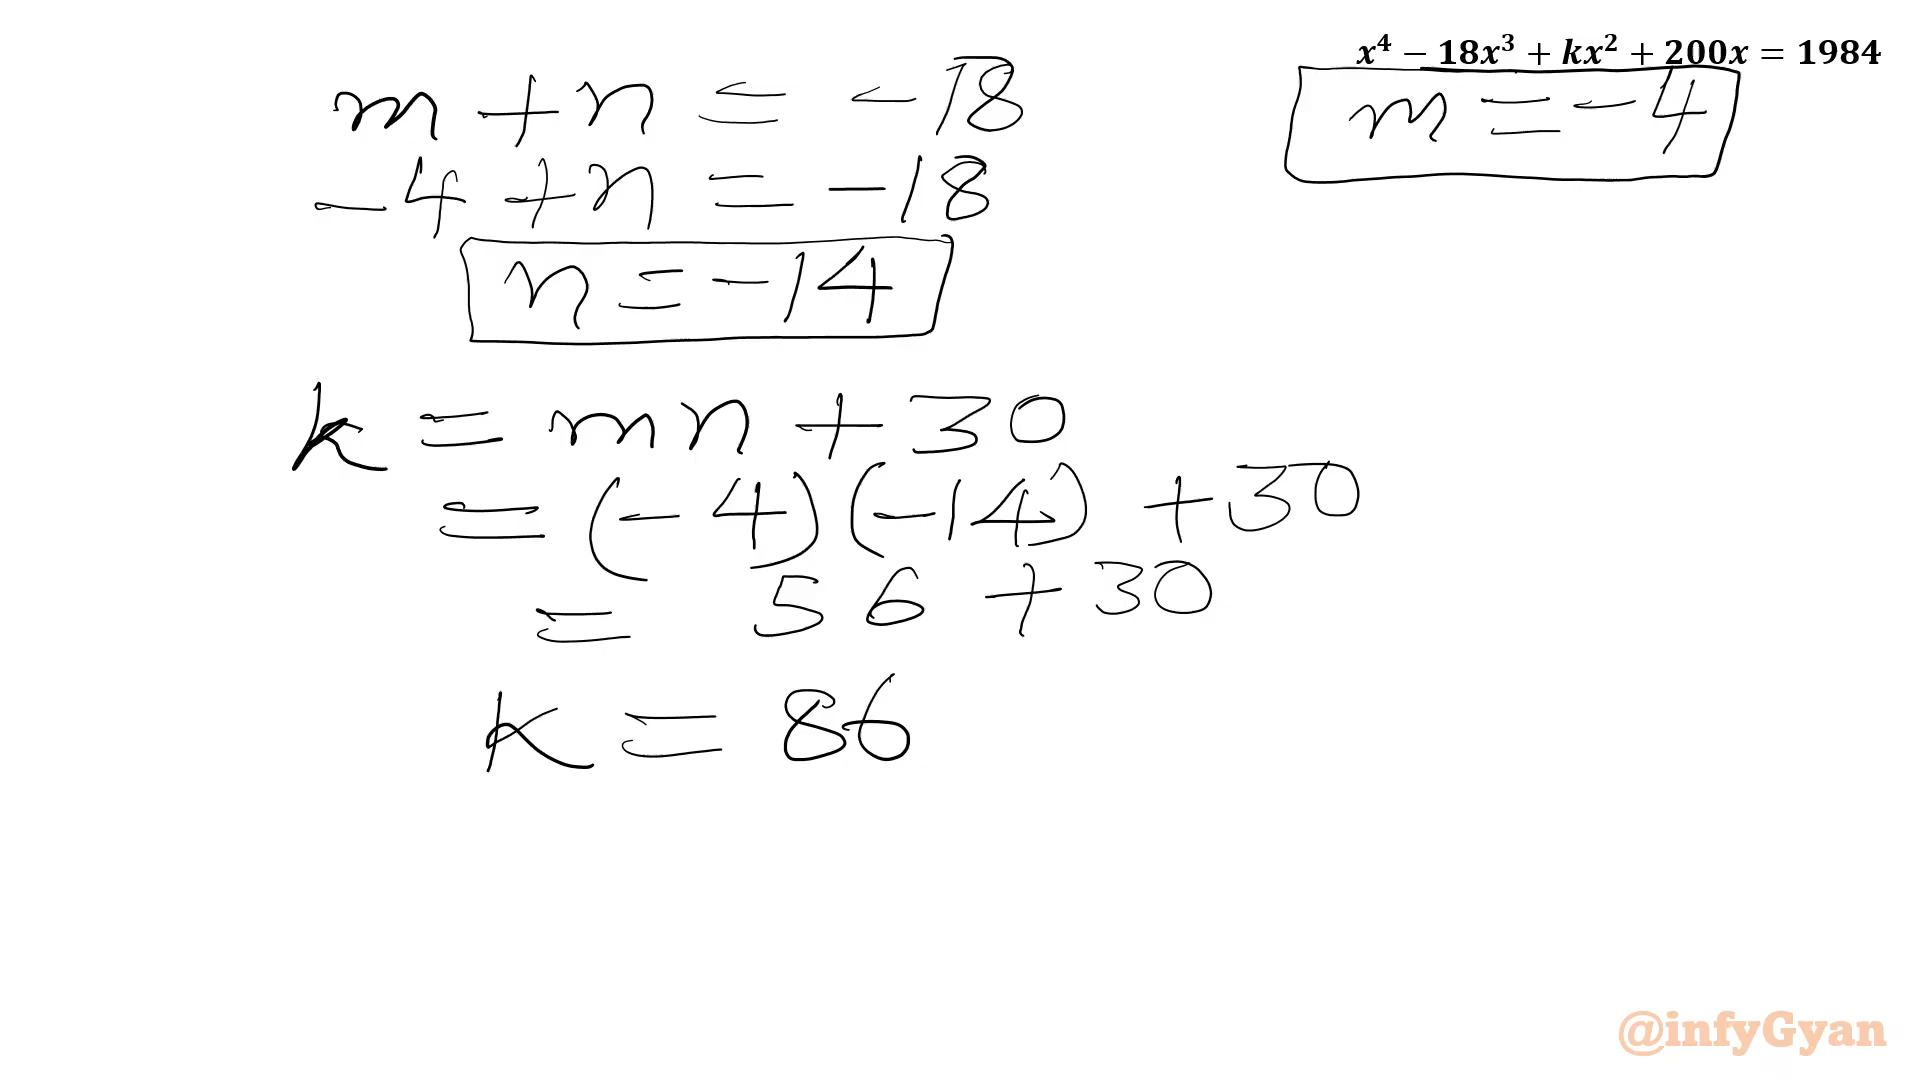 x⁴ − 18x³ + kx² + 200x = 1984
m + n = −18
m = −4
−4 + n = −18
n = −14
k = mn + 30
= (−4)(−14) + 30
= 56 + 30
k = 86
@infyGyan